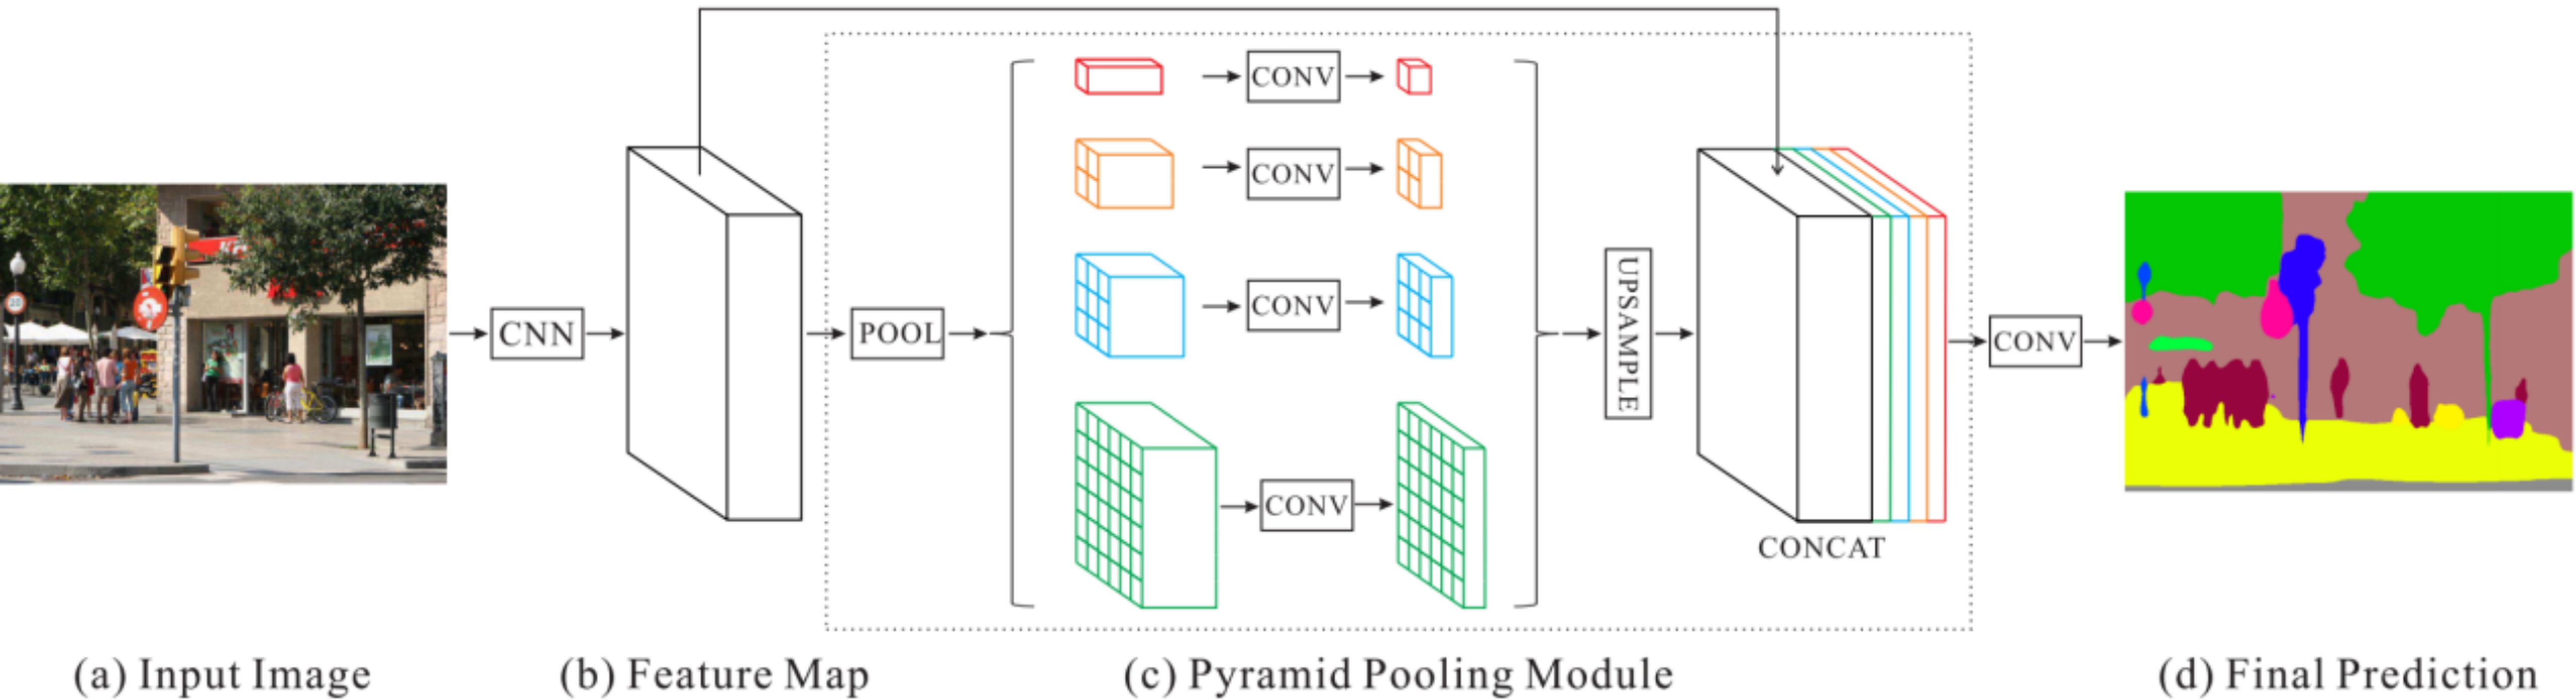 CNN
POOL
CONV
CONV
CONV
CONV
UPSAMPLE
CONCAT
CONV
(a) Input Image
(b) Feature Map
(c) Pyramid Pooling Module
(d) Final Prediction